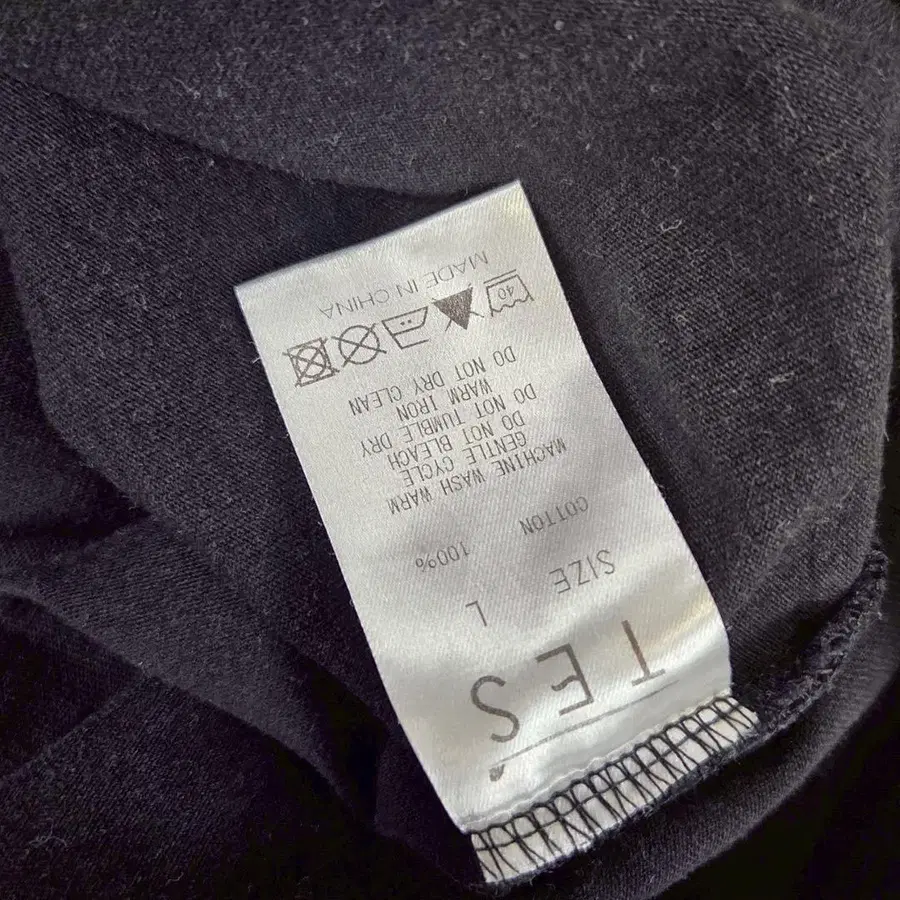 TES
SIZE L
COTTON 100%
MACHINE WASH WARM
GENTLE CYCLE
DO NOT BLEACH
DO NOT TUMBLE DRY
WARM IRON
DO NOT DRY CLEAN
40
MADE IN CHINA